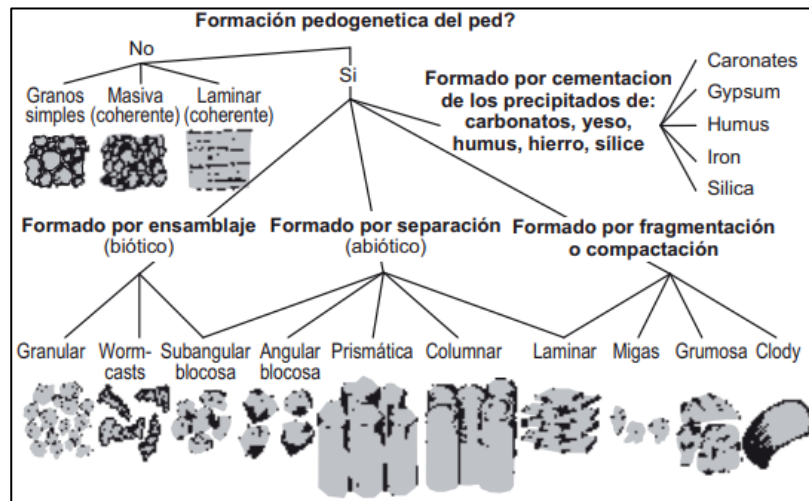 Formación pedogenetica del ped?
No
Si
Granos
simples
Masiva
(coherente)
Laminar
(coherente)
Formado por cementacion
de los precipitados de:
carbonatos, yeso,
humus, hierro, sílice
Caronates
Gypsum
Humus
Iron
Silica
Formado por ensamblaje
(biótico)
Formado por separación
(abiótico)
Formado por fragmentación
o compactación
Granular
Worm-
casts
Subangular
blocosa
Angular
blocosa
Prismática
Columnar
Laminar
Migas
Grumosa
Clody